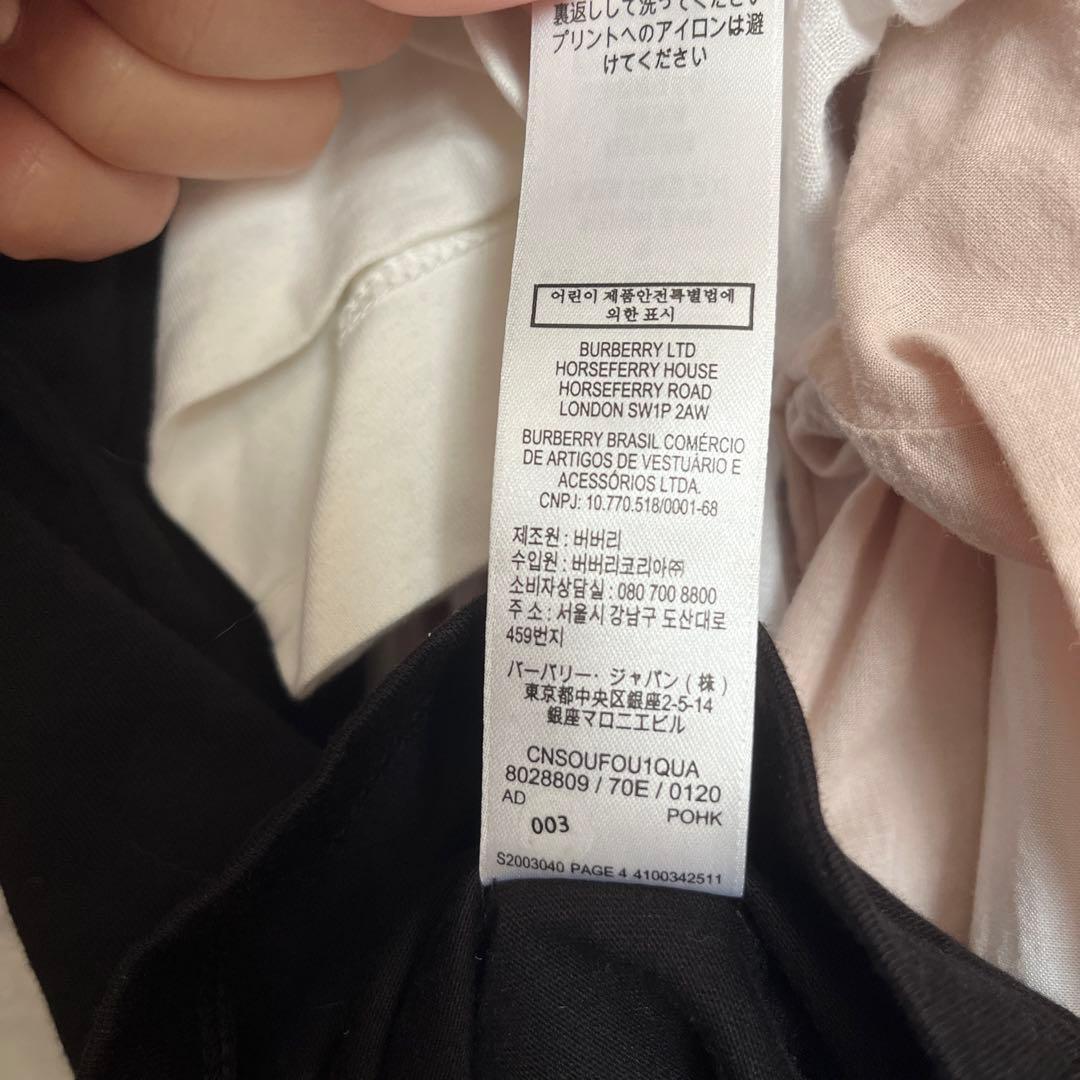 裏返しして洗ってください
プリントへのアイロンは避
けてください
어린이 제품안전특별법에
의한 표시
BURBERRY LTD
HORSEFERRY HOUSE
HORSEFERRY ROAD
LONDON SW1P 2AW
BURBERRY BRASIL COMÉRCIO
DE ARTIGOS DE VESTUÁRIO E
ACESSÓRIOS LTDA.
CNPJ: 10.770.518/0001-68
제조원 : 버버리
수입원 : 버버리코리아㈜
소비자상담실 : 080 700 8800
주 소 : 서울시 강남구 도산대로
459번지
バーバリー・ジャパン ( 株 )
東京都中央区銀座2-5-14
銀座マロニエビル
CNSOUFOU1QUA
8028809 / 70E / 0120
AD
POHK
003
S2003040 PAGE 4 4100342511